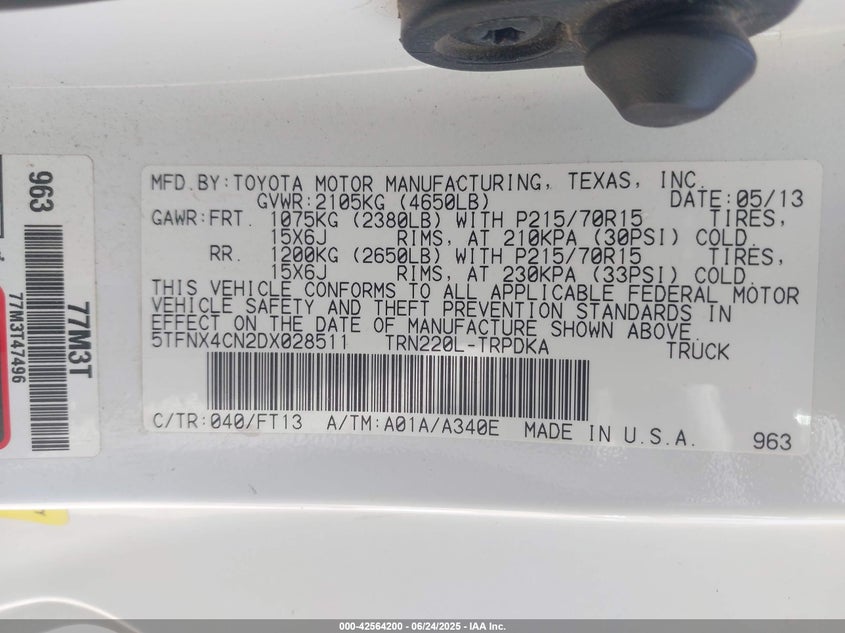 MFD.BY:TOYOTA MOTOR MANUFACTURING, TEXAS, INC.
GVWR:2105KG (4650LB) DATE:05/13
GAWR:FRT. 1075KG (2380LB) WITH P215/70R15 TIRES,
15X6J RIMS, AT 210KPA (30PSI) COLD.
RR. 1200KG (2650LB) WITH P215/70R15 TIRES,
15X6J RIMS, AT 230KPA (33PSI) COLD.
THIS VEHICLE CONFORMS TO ALL APPLICABLE FEDERAL MOTOR
VEHICLE SAFETY AND THEFT PREVENTION STANDARDS IN
EFFECT ON THE DATE OF MANUFACTURE SHOWN ABOVE.
5TFNX4CN2DX028511 TRN220L-TRPDKA TRUCK
C/TR:040/FT13 A/TM:A01A/A340E MADE IN U.S.A. 963
963
77M3T
77M3T47496
000-42564200 - 06/24/2025 - IAA Inc.